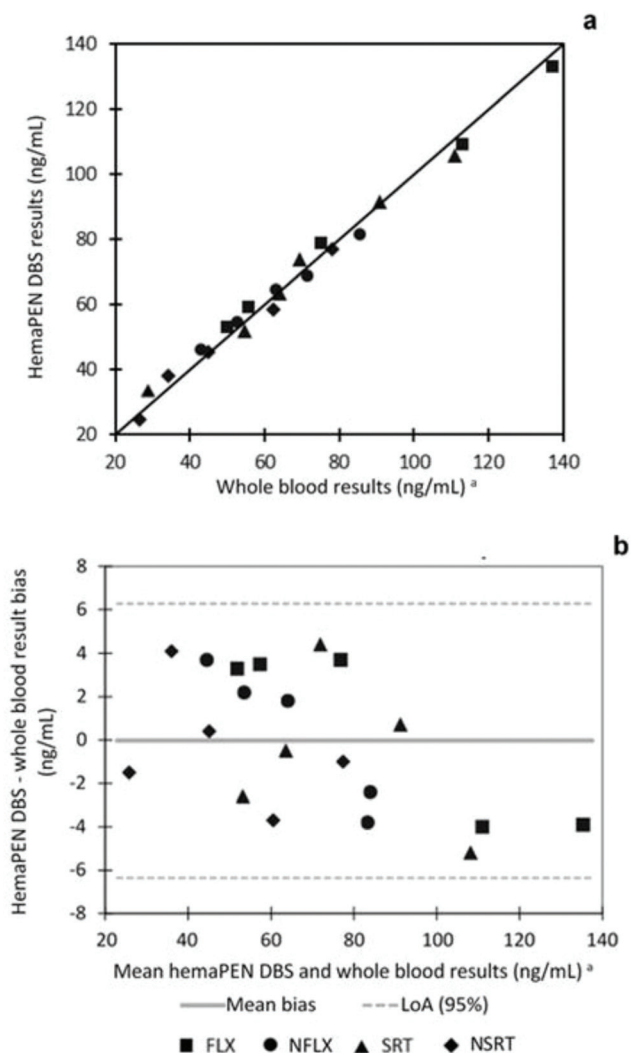 a
140
120
100
80
60
40
20
HemaPEN DBS results (ng/mL)
20 40 60 80 100 120 140
Whole blood results (ng/mL) a
b
8
6
4
2
0
-2
-4
-6
-8
HemaPEN DBS - whole blood result bias
(ng/mL)
20 40 60 80 100 120 140
Mean hemaPEN DBS and whole blood results (ng/mL) a
Mean bias LoA (95%)
FLX NFLX SRT NSRT